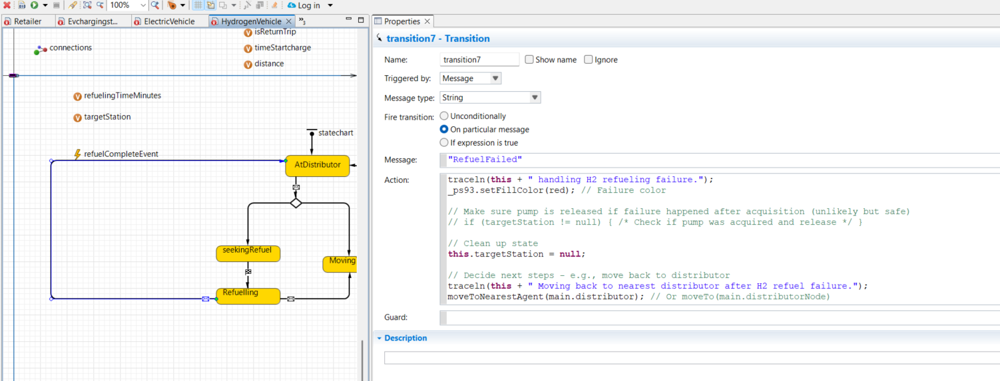 100%
Log in
Retailer
Evchargingst...
ElectricVehicle
HydrogenVehicle
»3
Properties
isReturnTrip
connections
timeStartcharge
distance
refuelingTimeMinutes
targetStation
statechart
refuelCompleteEvent
AtDistributor
seekingRefuel
Moving
Refuelling
transition7 - Transition
Name:
transition7
Show name
Ignore
Triggered by:
Message
Message type:
String
Fire transition:
Unconditionally
On particular message
If expression is true
Message:
"RefuelFailed"
Action:
traceln(this + " handling H2 refueling failure.");
_ps93.setFillColor(red); // Failure color
// Make sure pump is released if failure happened after acquisition (unlikely but safe)
// if (targetStation != null) { /* Check if pump was acquired and release */ }
// Clean up state
this.targetStation = null;
// Decide next steps - e.g., move back to distributor
traceln(this + " Moving back to nearest distributor after H2 refuel failure.");
moveToNearestAgent(main.distributor); // Or moveTo(main.distributorNode)
Guard:
Description